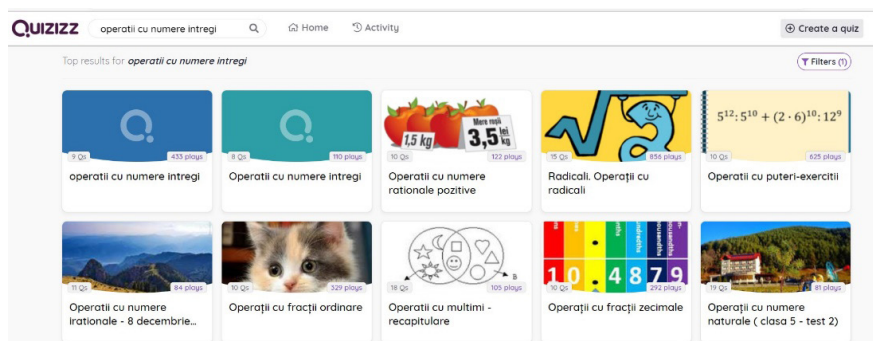 QUIZIZZ operatii cu numere intregi Home Activity Create a quiz
Top results for operatii cu numere intregi Filters (1)
Mere roșii
1,5 kg 3,5 lei kg
5¹²:5¹⁰ + (2 · 6)¹⁰:12⁹
9 Qs 433 plays 8 Qs 110 plays 10 Qs 122 plays 15 Qs 856 plays 10 Qs 625 plays
operatii cu numere intregi
Operatii cu numere intregi
Operatii cu numere
rationale pozitive
Radicali. Operații cu
radicali
Operatii cu puteri-exercitii
B
10.4879
11 Qs 84 plays 10 Qs 329 plays 18 Qs 105 plays 10 Qs 292 plays 19 Qs 81 plays
Operatii cu numere
irationale - 8 decembrie...
Operatii cu fracții ordinare
Operatii cu multimi -
recapitulare
Operații cu fracții zecimale
Operații cu numere
naturale ( clasa 5 - test 2)